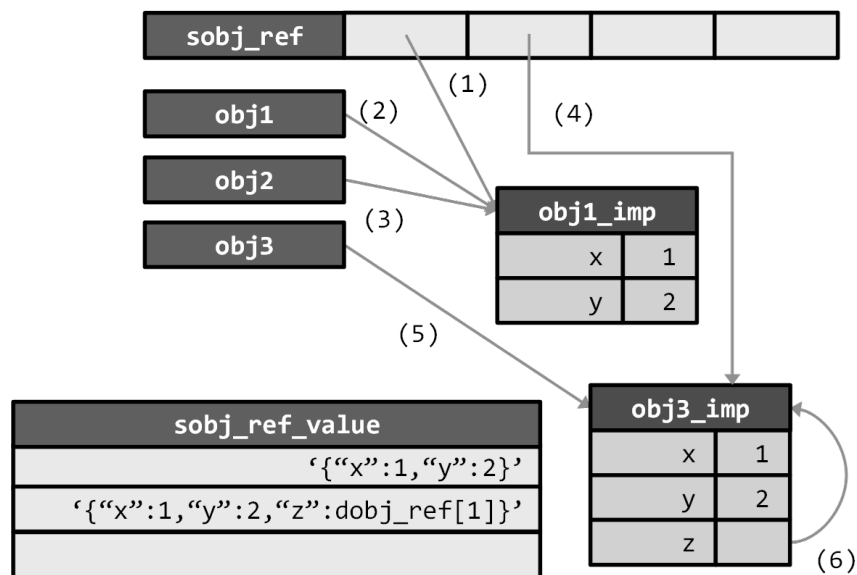 sobj_ref
(1)
obj1
(2)
(4)
obj2
(3)
obj1_imp
obj3
x 1
y 2
(5)
obj3_imp
sobj_ref_value
x 1
‘{“x”:1,“y”:2}’
y 2
‘{“x”:1,“y”:2,“z”:dobj_ref[1]}’
z
(6)